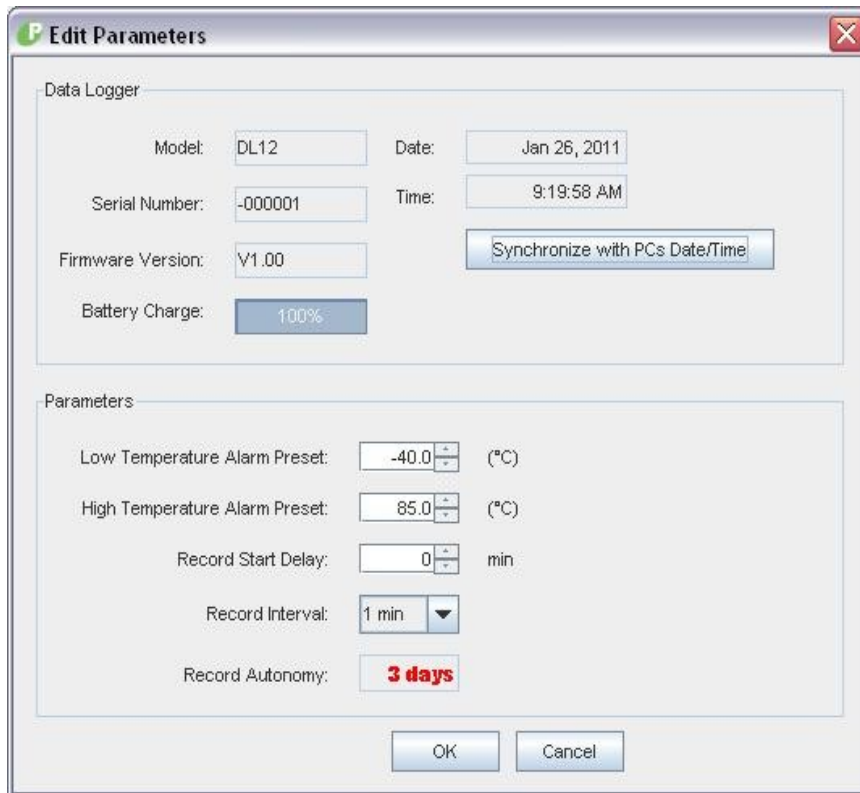 P Edit Parameters
Data Logger
Model: DL12 Date: Jan 26, 2011
Serial Number: -000001 Time: 9:19:58 AM
Firmware Version: V1.00 Synchronize with PCs Date/Time
Battery Charge: 100%
Parameters
Low Temperature Alarm Preset: -40.0 (°C)
High Temperature Alarm Preset: 85.0 (°C)
Record Start Delay: 0 min
Record Interval: 1 min
Record Autonomy: 3 days
OK Cancel